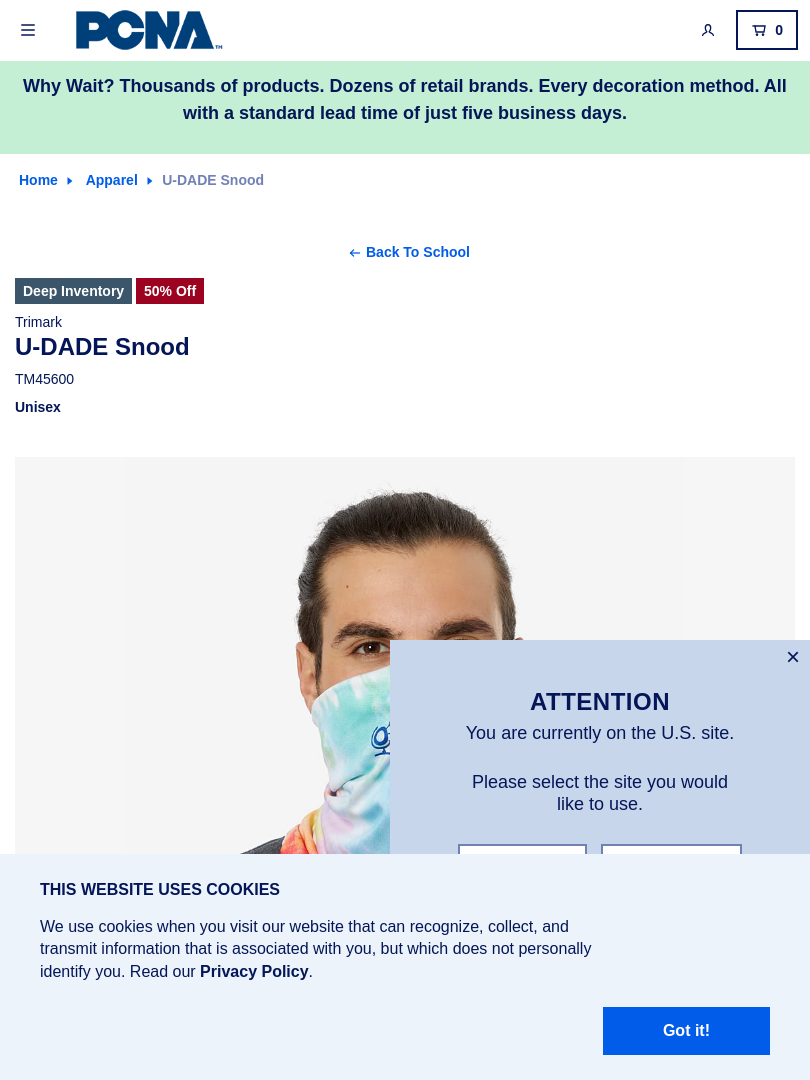 PCNA™
0
Why Wait? Thousands of products. Dozens of retail brands. Every decoration method. All
with a standard lead time of just five business days.
Home Apparel U-DADE Snood
Back To School
Deep Inventory 50% Off
Trimark
U-DADE Snood
TM45600
Unisex
ATTENTION
You are currently on the U.S. site.
Please select the site you would
like to use.
THIS WEBSITE USES COOKIES
We use cookies when you visit our website that can recognize, collect, and
transmit information that is associated with you, but which does not personally
identify you. Read our Privacy Policy.
Got it!